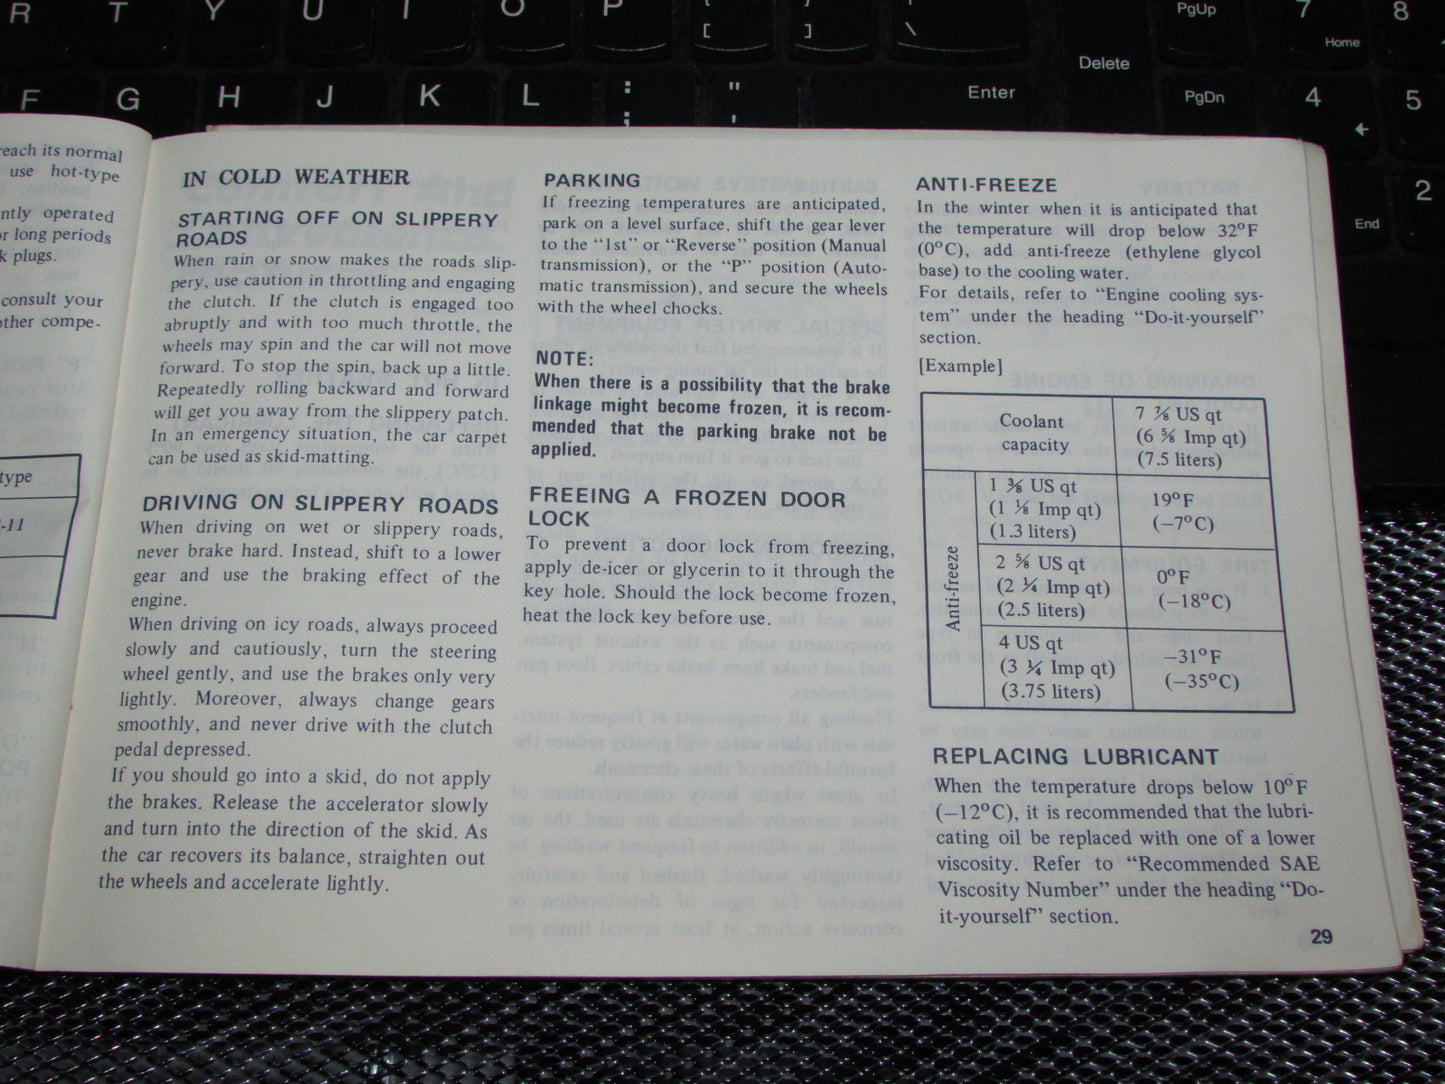 R T Y U I O P [ ] \ PgUp 7 Home 8
Delete
F G H J K L : ; " ' Enter PgDn 4 5
End 2
reach its normal
use hot-type
ntly operated
or long periods
k plugs.
consult your
other compe-
type
-11
IN COLD WEATHER
STARTING OFF ON SLIPPERY
ROADS
When rain or snow makes the roads slip-
pery, use caution in throttling and engaging
the clutch. If the clutch is engaged too
abruptly and with too much throttle, the
wheels may spin and the car will not move
forward. To stop the spin, back up a little.
Repeatedly rolling backward and forward
will get you away from the slippery patch.
In an emergency situation, the car carpet
can be used as skid-matting.
DRIVING ON SLIPPERY ROADS
When driving on wet or slippery roads,
never brake hard. Instead, shift to a lower
gear and use the braking effect of the
engine.
When driving on icy roads, always proceed
slowly and cautiously, turn the steering
wheel gently, and use the brakes only very
lightly. Moreover, always change gears
smoothly, and never drive with the clutch
pedal depressed.
If you should go into a skid, do not apply
the brakes. Release the accelerator slowly
and turn into the direction of the skid. As
the car recovers its balance, straighten out
the wheels and accelerate lightly.
PARKING
If freezing temperatures are anticipated,
park on a level surface, shift the gear lever
to the "1st" or "Reverse" position (Manual
transmission), or the "P" position (Auto-
matic transmission), and secure the wheels
with the wheel chocks.
NOTE:
When there is a possibility that the brake
linkage might become frozen, it is recom-
mended that the parking brake not be
applied.
FREEING A FROZEN DOOR
LOCK
To prevent a door lock from freezing,
apply de-icer or glycerin to it through the
key hole. Should the lock become frozen,
heat the lock key before use.
ANTI-FREEZE
In the winter when it is anticipated that
the temperature will drop below 32°F
(0°C), add anti-freeze (ethylene glycol
base) to the cooling water.
For details, refer to "Engine cooling sys-
tem" under the heading "Do-it-yourself"
section.
[Example]
Coolant
capacity
7 ⅞ US qt
(6 ⅝ Imp qt)
(7.5 liters)
Anti-freeze
1 ⅜ US qt
(1 ⅛ Imp qt)
(1.3 liters)
19°F
(−7°C)
2 ⅝ US qt
(2 ¼ Imp qt)
(2.5 liters)
0°F
(−18°C)
4 US qt
(3 ¼ Imp qt)
(3.75 liters)
−31°F
(−35°C)
REPLACING LUBRICANT
When the temperature drops below 10°F
(−12°C), it is recommended that the lubri-
cating oil be replaced with one of a lower
viscosity. Refer to "Recommended SAE
Viscosity Number" under the heading "Do-
it-yourself" section.
29